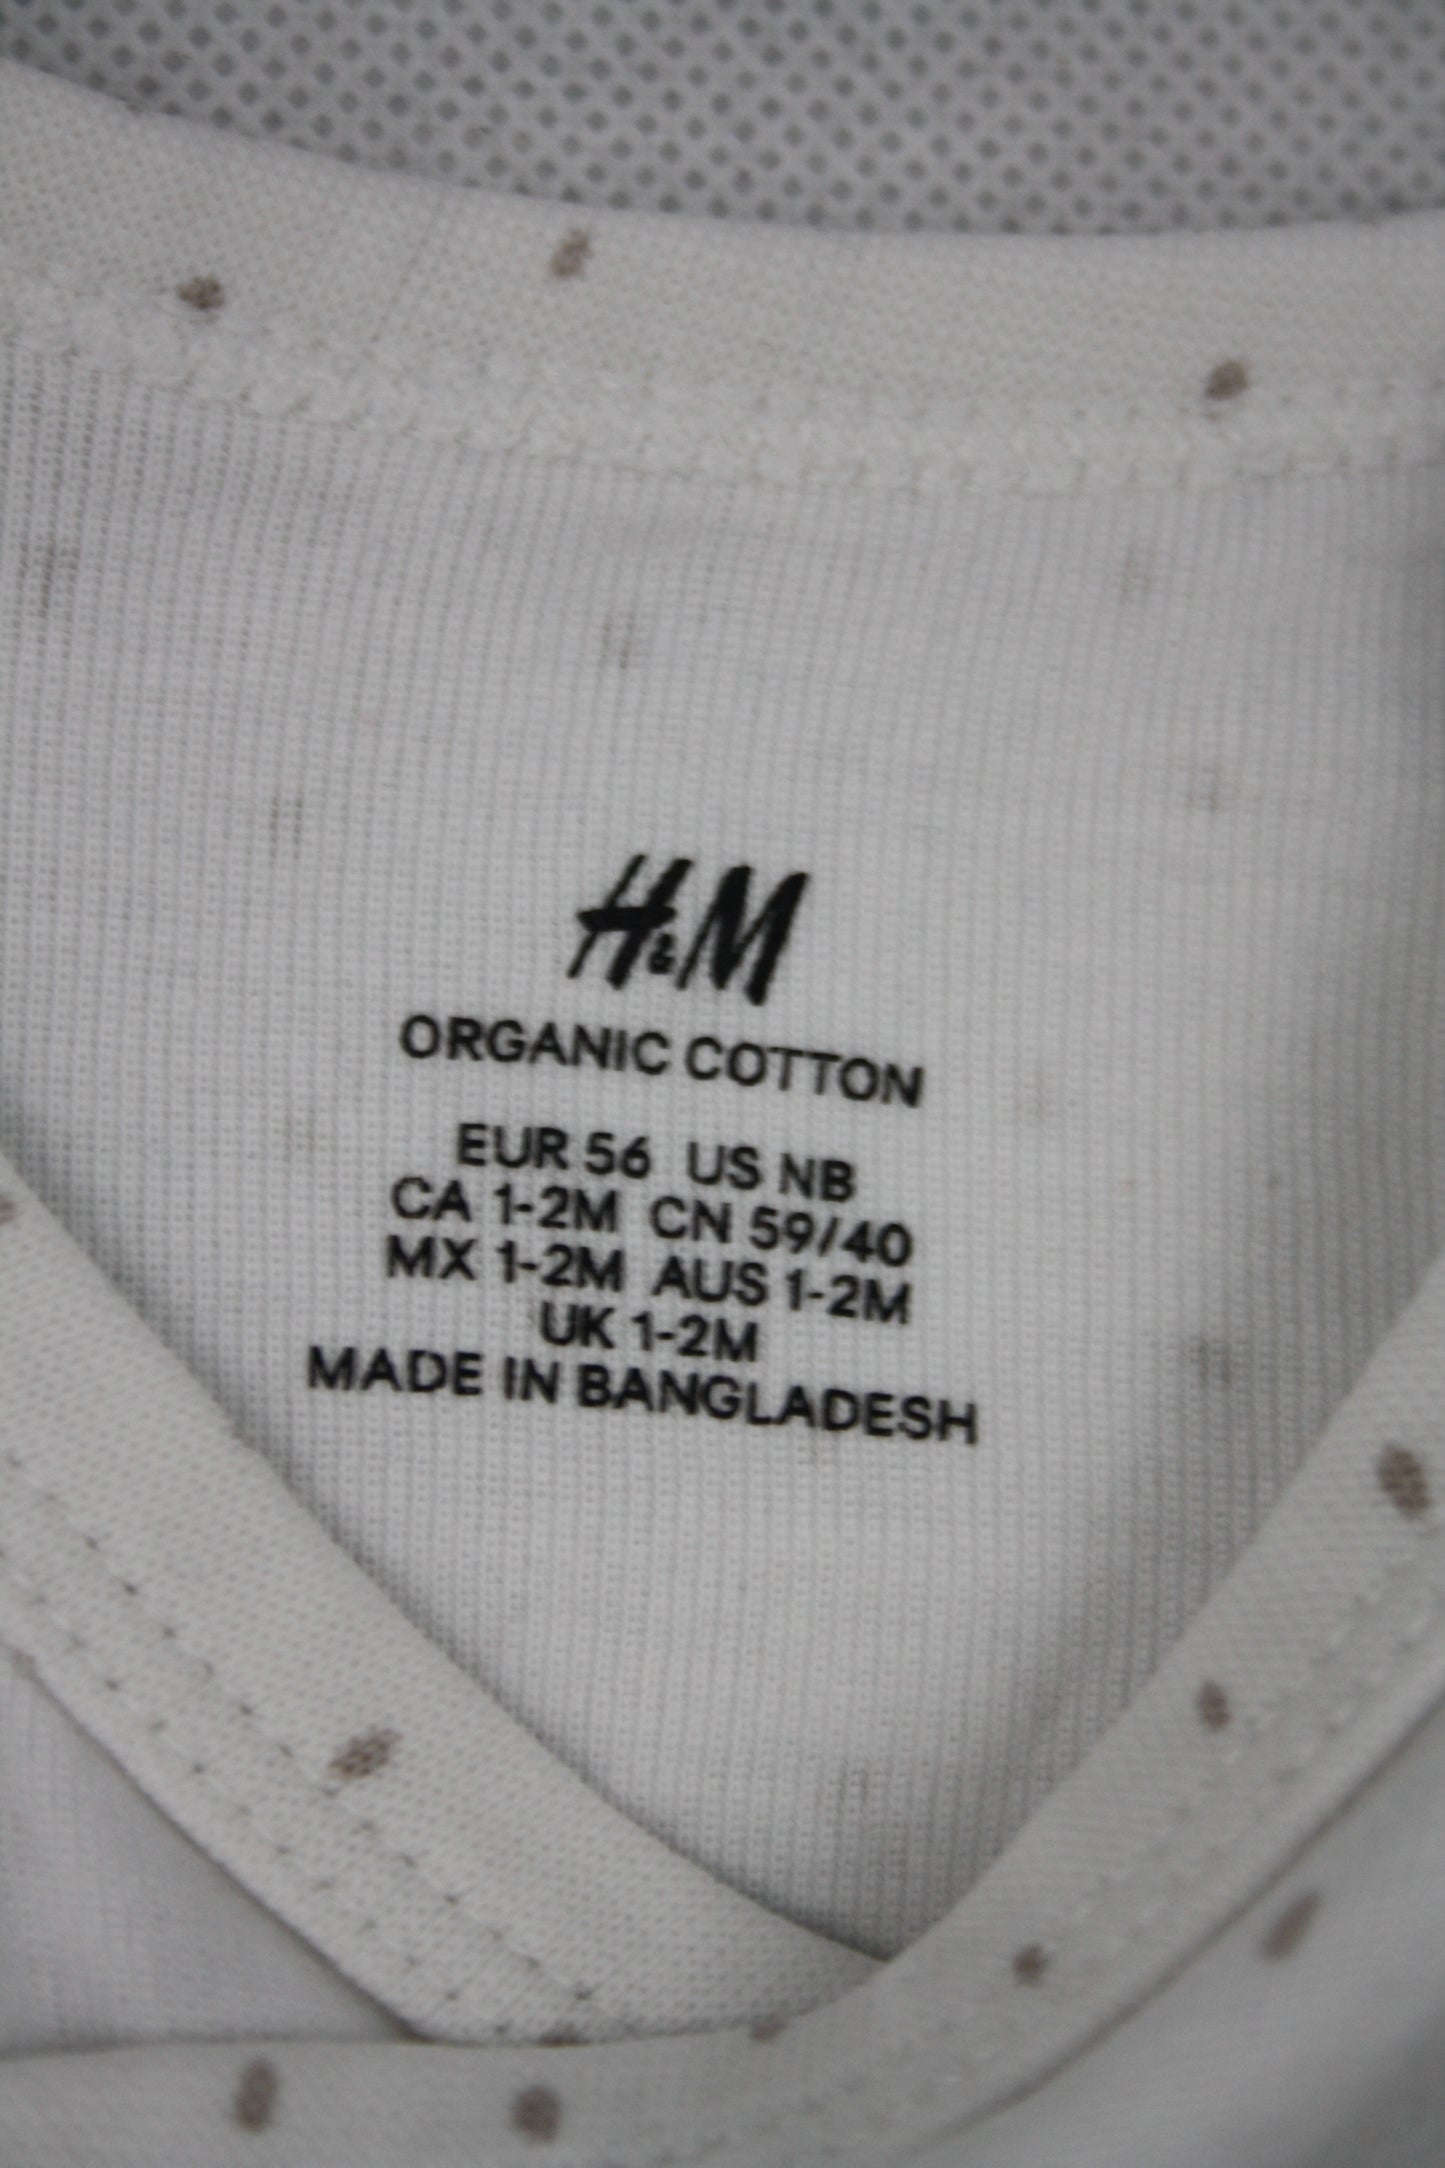 H&M
ORGANIC COTTON
EUR 56 US NB
CA 1-2M CN 59/40
MX 1-2M AUS 1-2M
UK 1-2M
MADE IN BANGLADESH